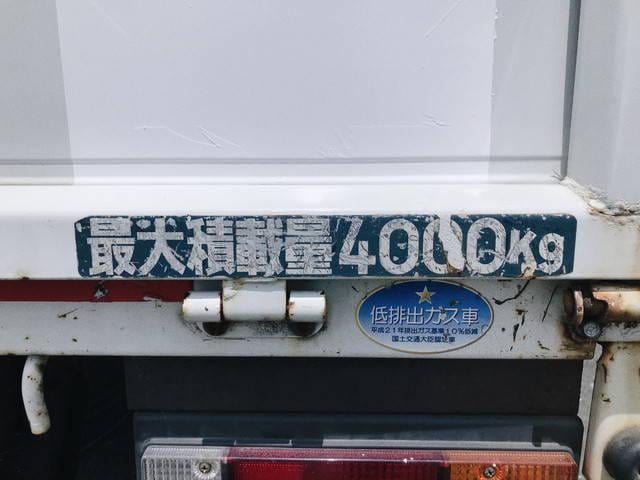 最大積載量4000Kg
低排出ガス車
平成21年排出ガス基準10%低減
国土交通大臣認定車